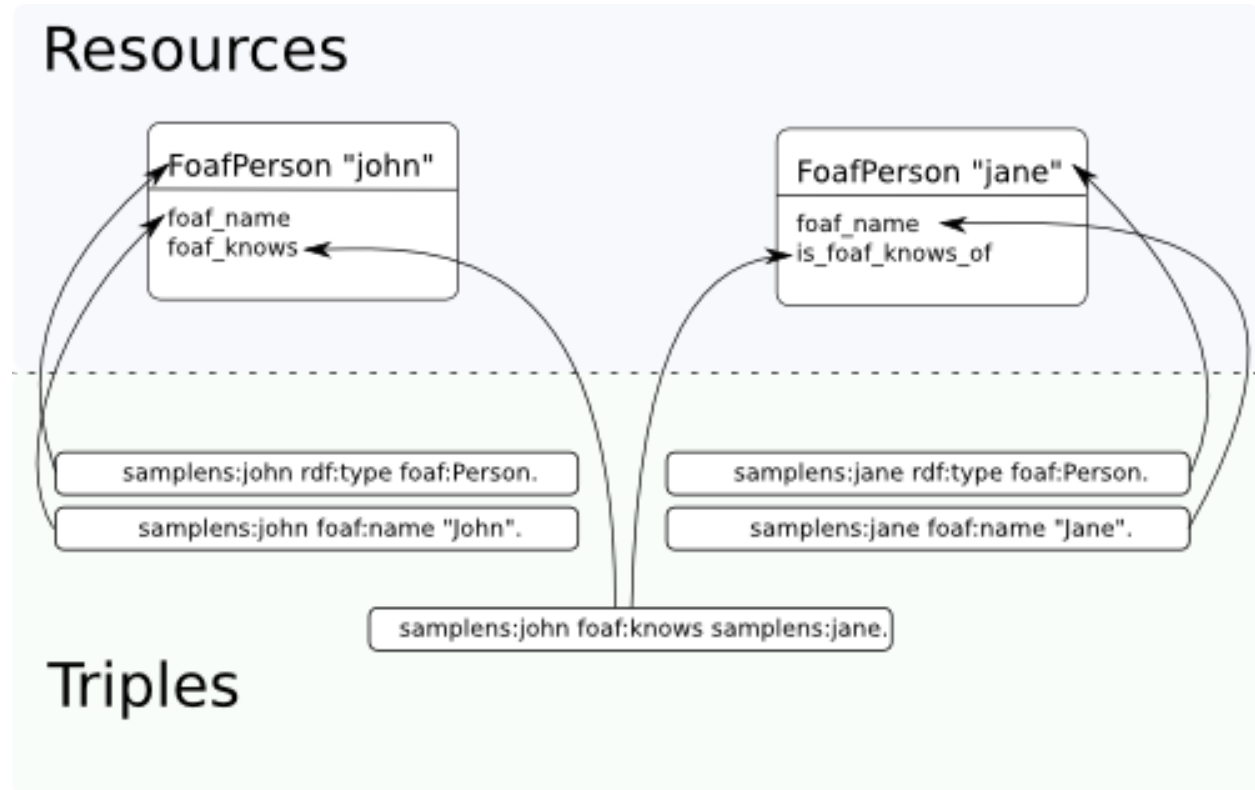 Resources
FoafPerson "john"
foaf_name
foaf_knows
FoafPerson "jane"
foaf_name
is_foaf_knows_of
samplens:john rdf:type foaf:Person.
samplens:john foaf:name "John".
samplens:jane rdf:type foaf:Person.
samplens:jane foaf:name "Jane".
samplens:john foaf:knows samplens:jane.
Triples